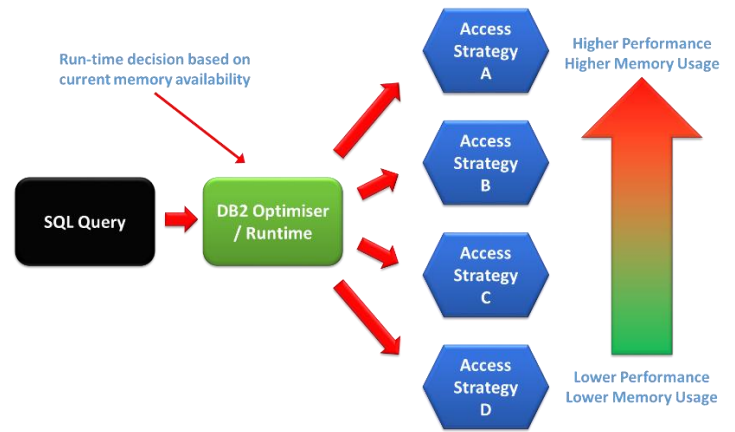 Run-time decision based on
current memory availability
SQL Query
DB2 Optimiser
/ Runtime
Access
Strategy
A
Access
Strategy
B
Access
Strategy
C
Access
Strategy
D
Higher Performance
Higher Memory Usage
Lower Performance
Lower Memory Usage